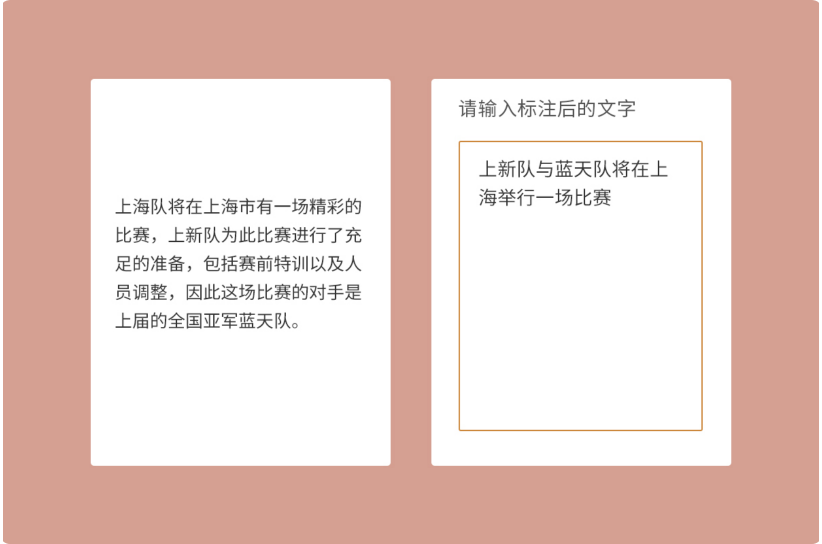 上海队将在上海市有一场精彩的
比赛，上新队为此比赛进行了充
足的准备，包括赛前特训以及人
员调整，因此这场比赛的对手是
上届的全国亚军蓝天队。
请输入标注后的文字
上新队与蓝天队将在上
海举行一场比赛